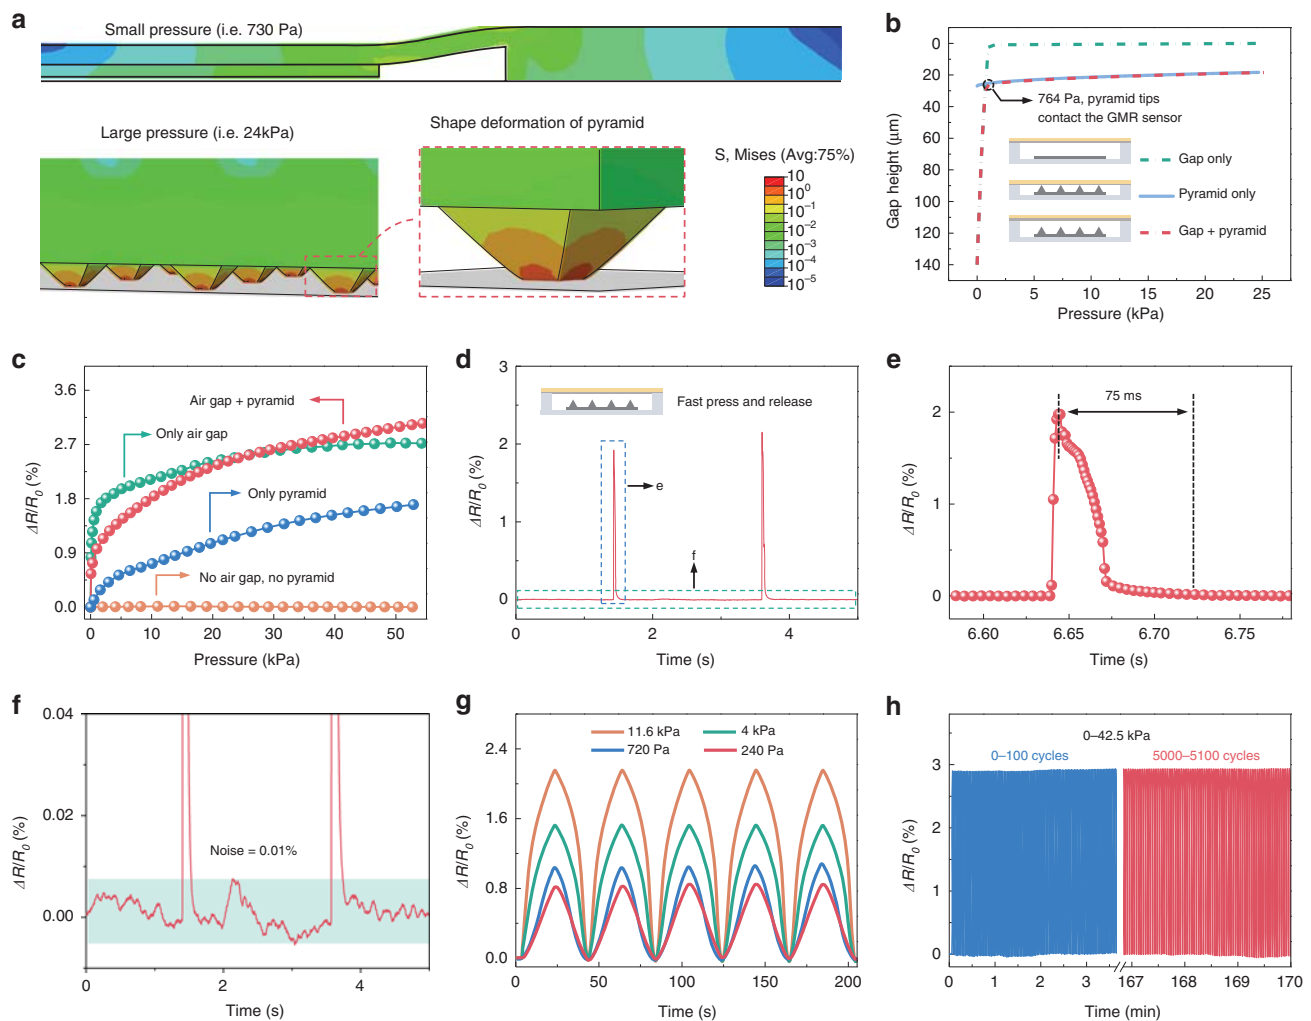 a
Small pressure (i.e. 730 Pa)
Large pressure (i.e. 24kPa)
Shape deformation of pyramid
S, Mises (Avg:75%)
10
10⁰
10⁻¹
10⁻²
10⁻³
10⁻⁴
10⁻⁵
b
0
20
40
60
80
100
120
140
Gap height (μm)
764 Pa, pyramid tips
contact the GMR sensor
Gap only
Pyramid only
Gap + pyramid
0 5 10 15 20 25
Pressure (kPa)
c
3.6
2.7
1.8
0.9
0.0
ΔR/R₀ (%)
Air gap + pyramid
Only air gap
Only pyramid
No air gap, no pyramid
0 10 20 30 40 50
Pressure (kPa)
d
3
2
1
0
ΔR/R₀ (%)
Fast press and release
e
f
0 2 4
Time (s)
e
2
1
0
ΔR/R₀ (%)
75 ms
6.60 6.65 6.70 6.75
Time (s)
f
0.04
0.02
0.00
ΔR/R₀ (%)
Noise = 0.01%
0 2 4
Time (s)
g
2.4
1.6
0.8
0.0
ΔR/R₀ (%)
11.6 kPa 4 kPa
720 Pa 240 Pa
0 50 100 150 200
Time (s)
h
3
2
1
0
ΔR/R₀ (%)
0–42.5 kPa
0–100 cycles 5000–5100 cycles
0 1 2 3 167 168 169 170
Time (min)